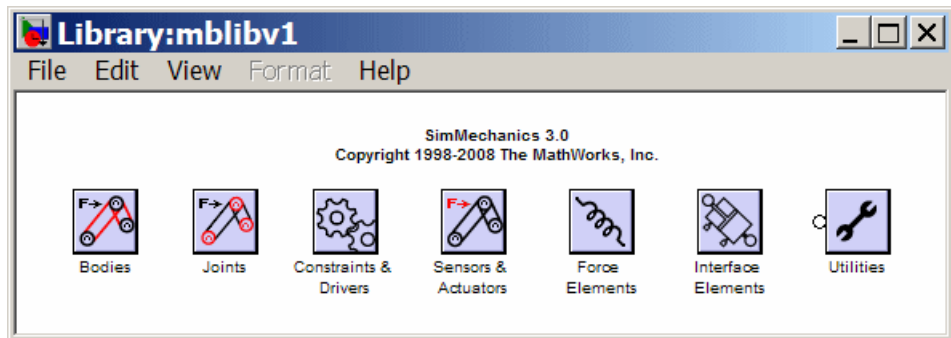 Library:mblibv1
File Edit View Format Help
SimMechanics 3.0
Copyright 1998-2008 The MathWorks, Inc.
F→ F→ F→
Bodies Joints Constraints & Sensors & Force Interface Utilities
Drivers Actuators Elements Elements